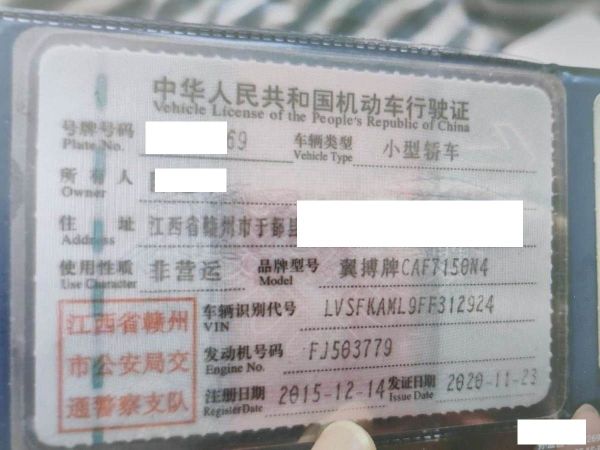 中华人民共和国机动车行驶证
Vehicle License of the People's Republic of China
号牌号码 69 车辆类型 小型轿车
Plate No. Vehicle Type
所有人
Owner
住址 江西省赣州市于都县
Address
使用性质 非营运 品牌型号 翼搏牌CAF7150N4
Use Character Model
车辆识别代号 LVSFKAML9FF312924
VIN
发动机号码 FJ503779
Engine No.
注册日期 2015-12-14 发证日期 2020-11-23
Register Date Issue Date
江西省赣州
市公安局交
通警察支队